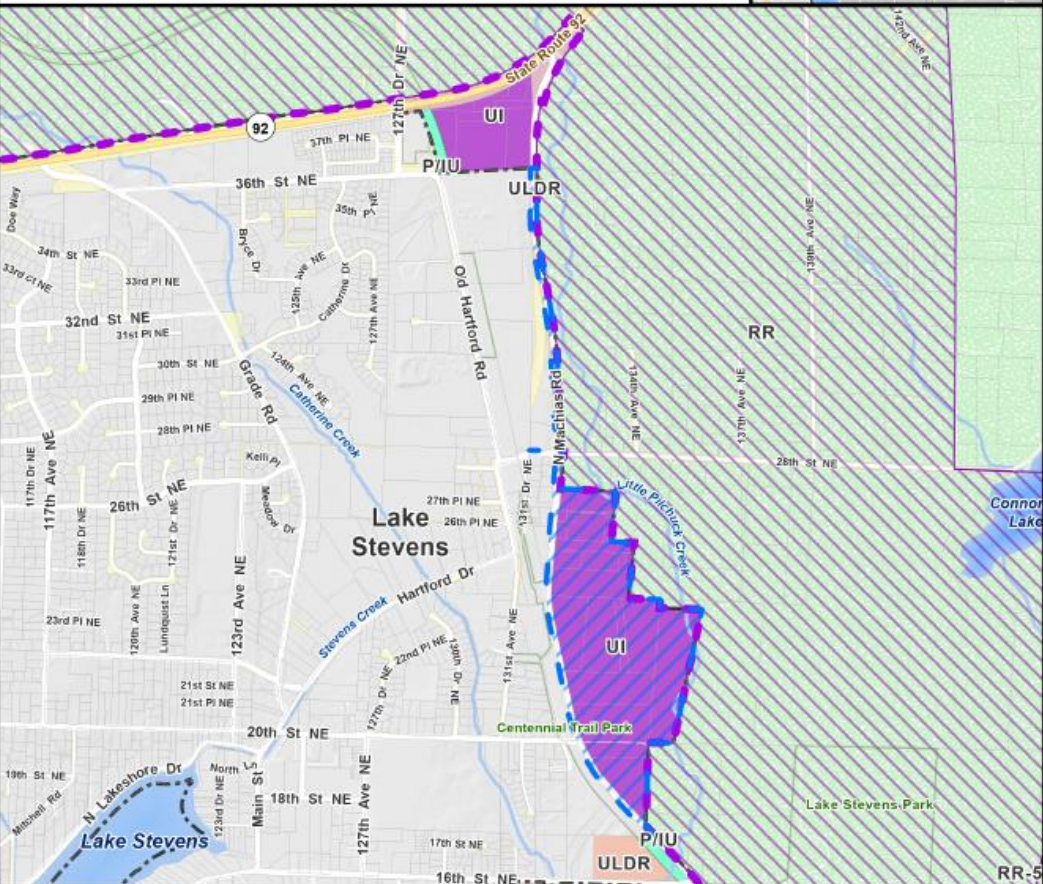 142nd Ave NE
State Route 92
127th Dr NE
UI
92
37th Pl NE
P/IU
36th St NE
ULDR
Doe Way
35th Pl NE
Bryce Dr
139th Ave NE
34th St NE
33rd Ct NE
33rd Pl NE
125th Ave NE
Catherine Dr
127th Ave NE
Old Hartford Rd
32nd St NE
31st Pl NE
RR
30th St NE
124th Ave NE
Grade Rd
Catherine Creek
N Machias Rd
134th Ave NE
137th Ave NE
29th Pl NE
28th Pl NE
Kelli Pl
28th St NE
117th Dr NE
117th Ave NE
26th St NE
Meadow Dr
131st Dr NE
Little Pilchuck Creek
27th Pl NE
26th Pl NE
Connor
Lake
Lake
Stevens
118th Dr NE
121st Dr NE
Hartford Dr
Stevens Creek
120th Ave NE
Lundquist Ln
123rd Ave NE
23rd Pl NE
22nd Pl NE
130th Dr NE
131st Ave NE
UI
21st St NE
21st Pl NE
127th Dr NE
Centennial Trail Park
20th St NE
19th St NE
N Lakeshore Dr
North Ln
Mitchell Rd
123rd Dr NE
Main St
18th St NE
127th Ave NE
Lake Stevens Park
Lake Stevens
17th St NE
P/IU
ULDR
16th St NE
RR-5